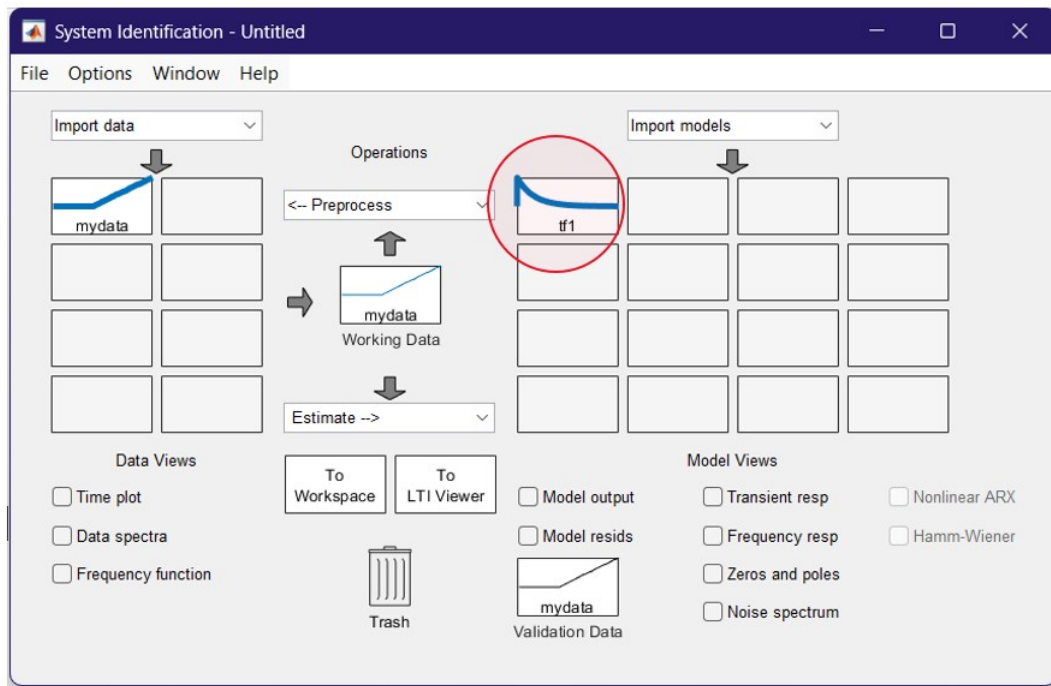 System Identification - Untitled
File Options Window Help
Import data
Import models
Operations
<-- Preprocess
mydata
tf1
mydata
Working Data
Estimate -->
Data Views
Model Views
To
Workspace
To
LTI Viewer
Time plot
Data spectra
Frequency function
Model output
Model resids
Transient resp
Frequency resp
Zeros and poles
Noise spectrum
Nonlinear ARX
Hamm-Wiener
Trash
mydata
Validation Data